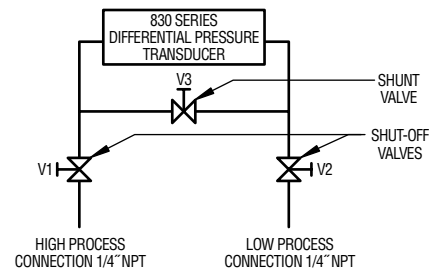 830 SERIES
DIFFERENTIAL PRESSURE
TRANSDUCER
V3
SHUNT
VALVE
SHUT-OFF
VALVES
V1
V2
HIGH PROCESS
CONNECTION 1/4˝ NPT
LOW PROCESS
CONNECTION 1/4˝ NPT